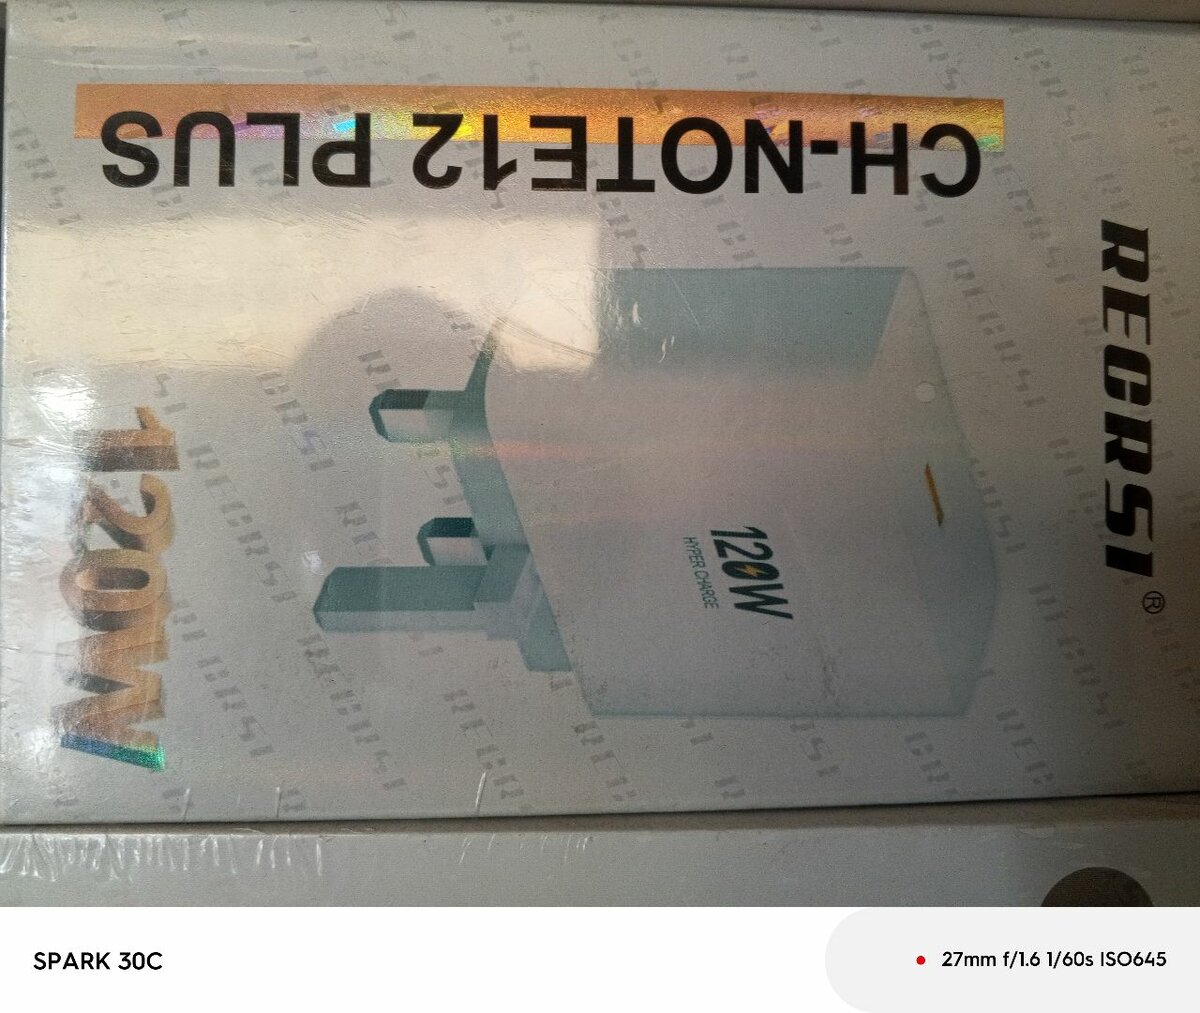 CH-NOTE12 PLUS
RECRSI®
120W
HYPER CHARGE
120W
SPARK 30C
27mm f/1.6 1/60s ISO645